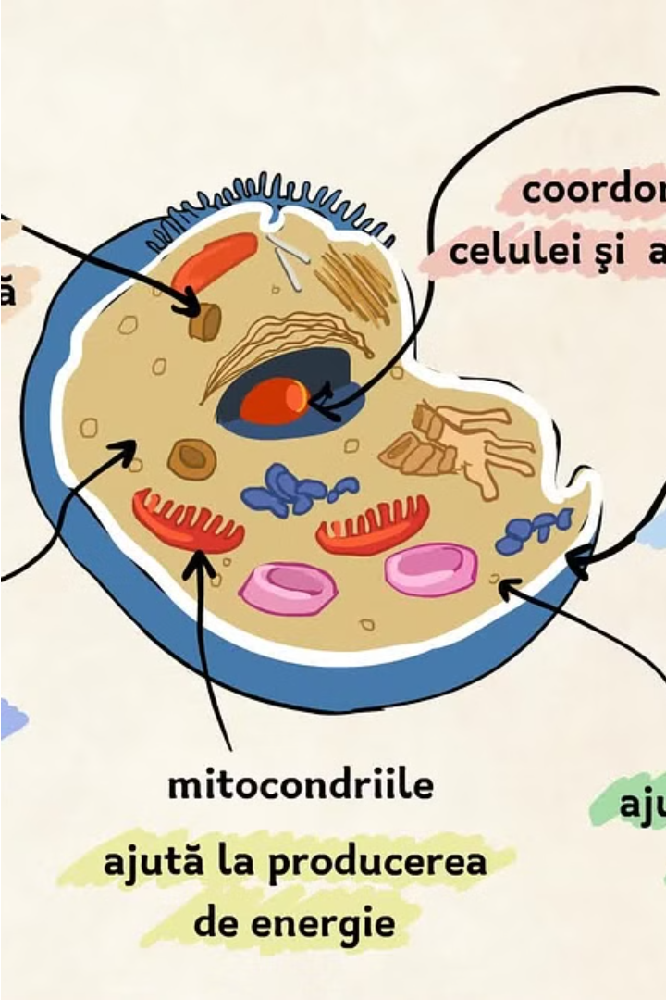 coordon
celulei şi a
ă
mitocondriile
aju
ajută la producerea
de energie